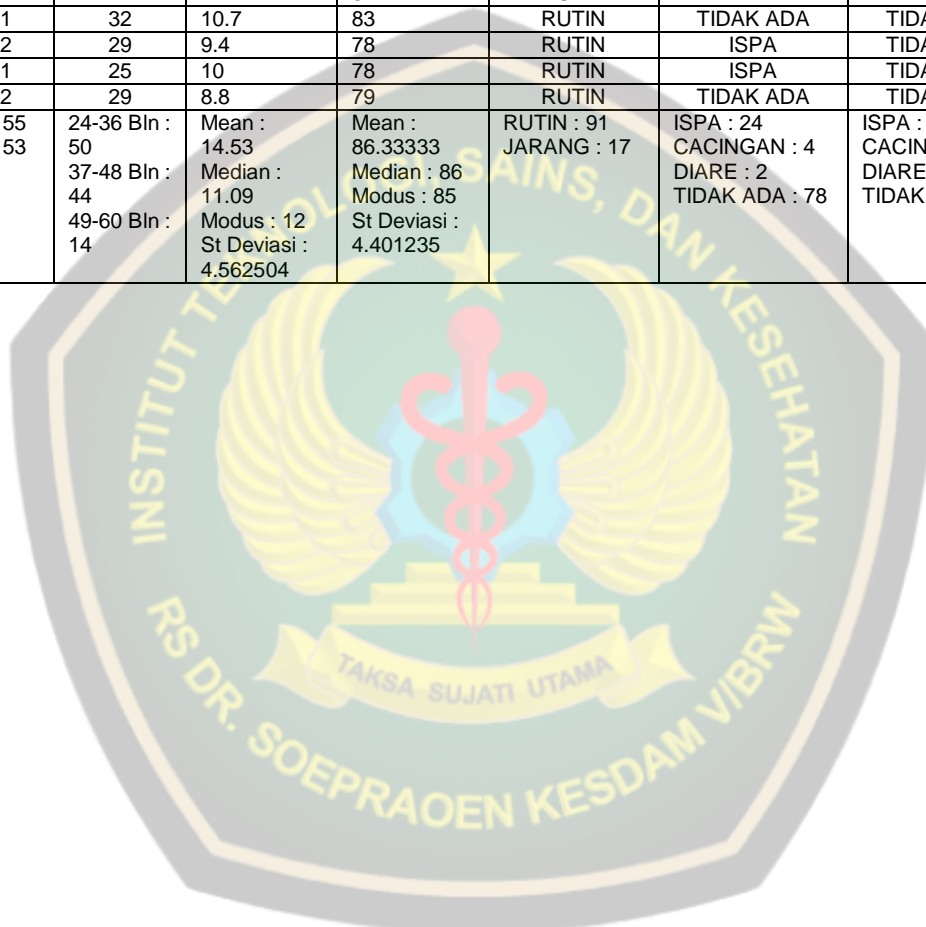 1 32 10.7 83 RUTIN TIDAK ADA
2 29 9.4 78 RUTIN ISPA
1 25 10 78 RUTIN ISPA
2 29 8.8 79 RUTIN TIDAK ADA
55 24-36 Bln : Mean : Mean : RUTIN : 91 ISPA : 24 ISPA :
53 50 14.53 86.33333 JARANG : 17 CACINGAN : 4
37-48 Bln : Median : Median : 86 DIARE : 2 DIARE
44 11.09 Modus : 85 TIDAK ADA : 78 TIDAK
49-60 Bln : Modus : 12 St Deviasi :
14 St Deviasi : 4.401235
4.562504
INSTITUT TEKNOLOGI, SAINS, DAN KESEHATAN
TAKSA SUJATI UTAMA
RS DR. SOEPRAOEN KESDAM V/BRW